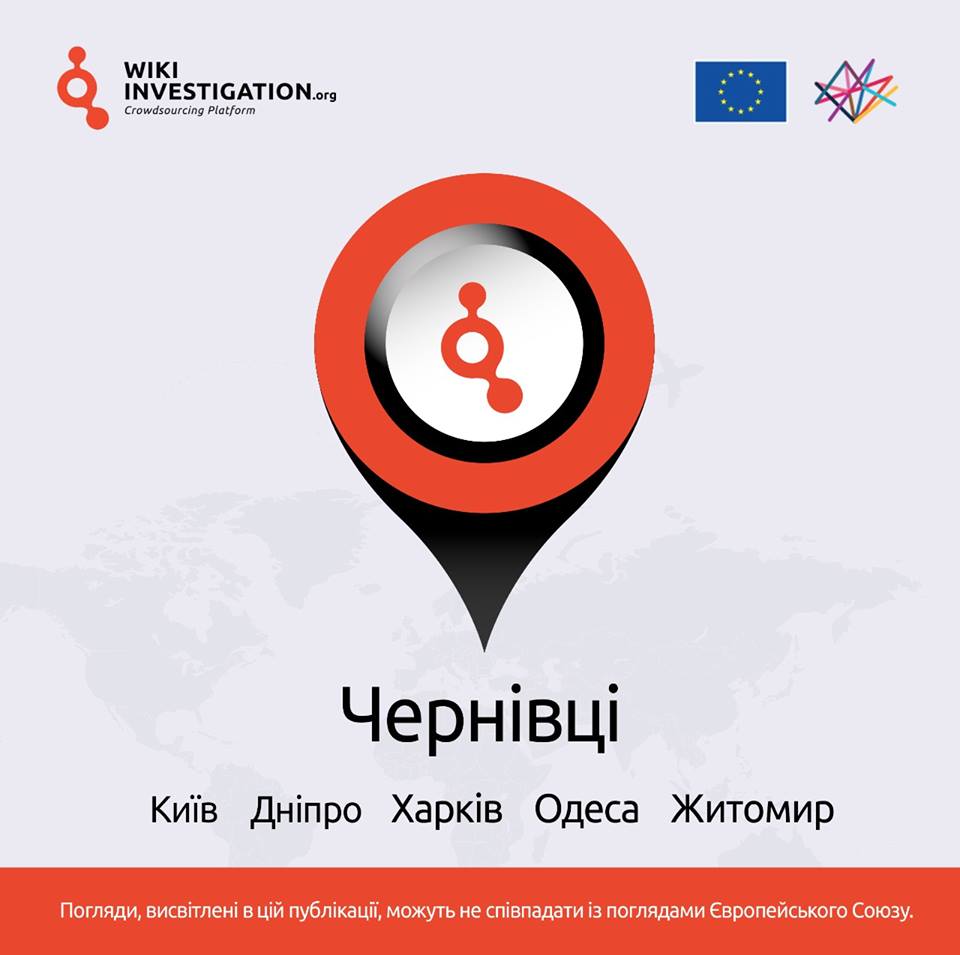 WIKI
INVESTIGATION.org
Crowdsourcing Platform
Чернівці
Київ Дніпро Харків Одеса Житомир
Погляди, висвітлені в цій публікації, можуть не співпадати із поглядами Європейського Союзу.